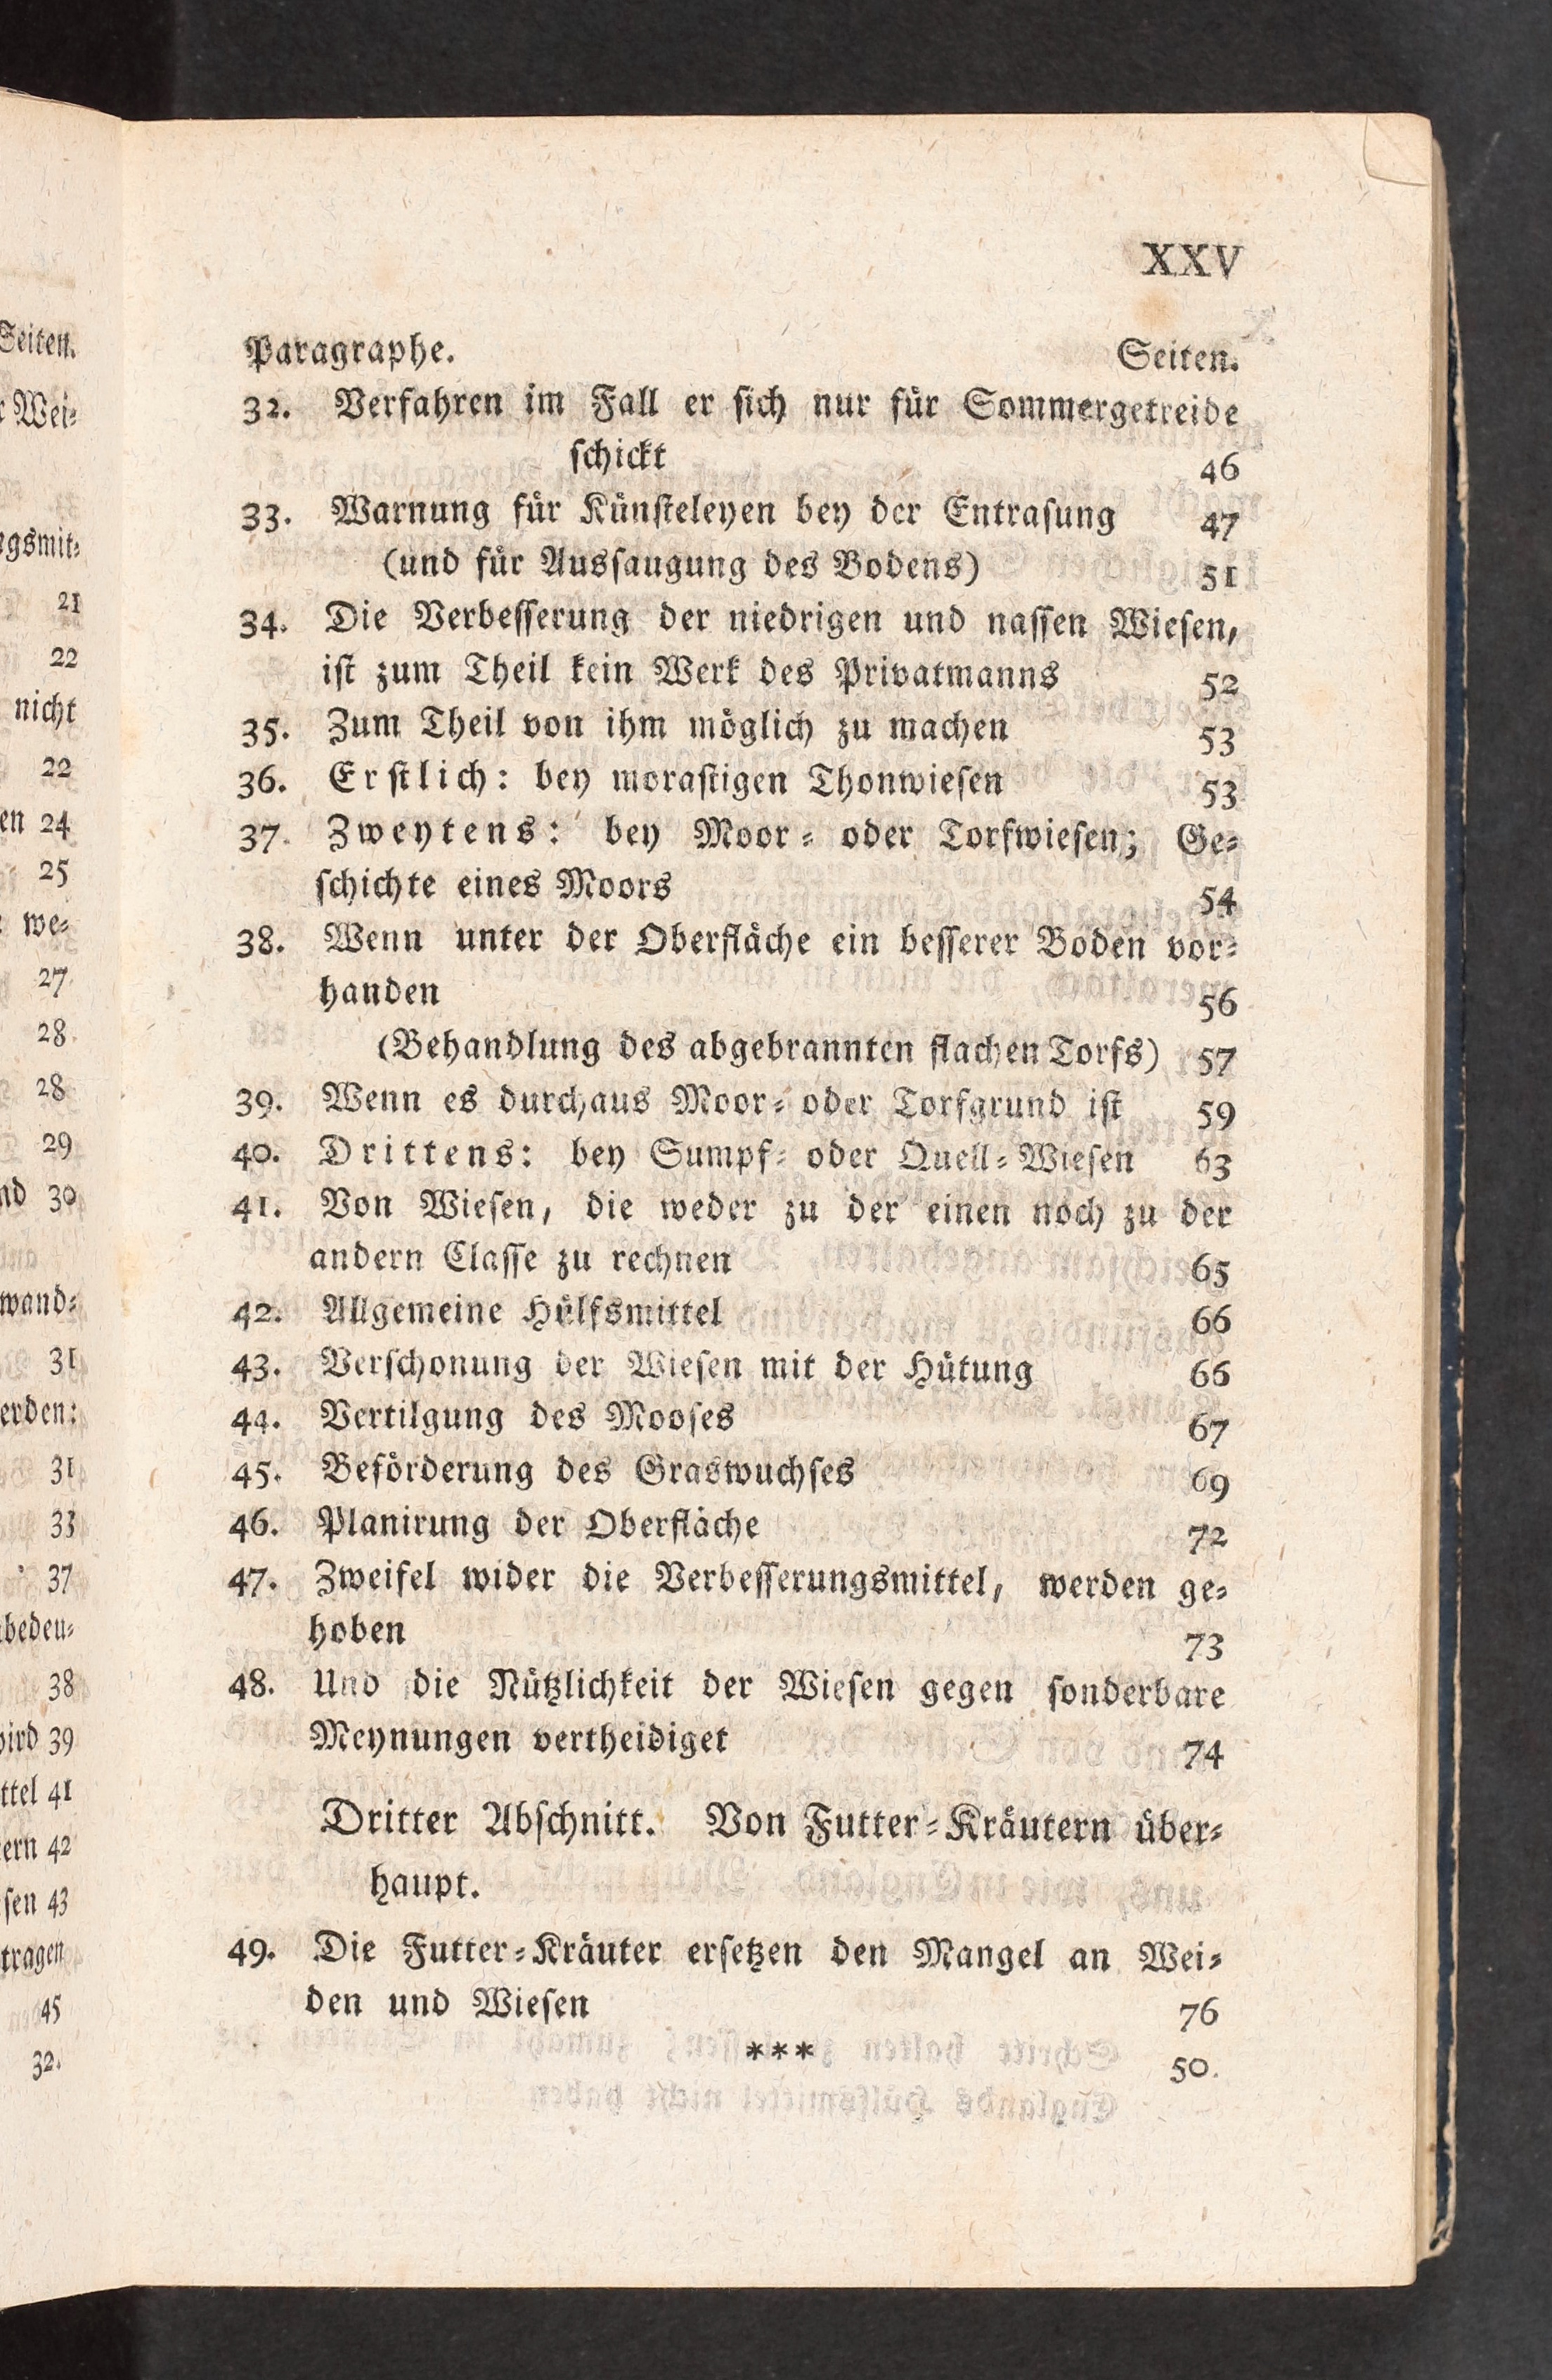 XXV
Paragraphe. Seiten.
32. Verfahren im Fall er sich nur für Sommergetreide
schickt 46
33. Warnung für Künsteleyen bey der Entrasung 47
(und für Aussaugung des Bodens) 51
34. Die Verbesserung der niedrigen und nassen Wiesen,
ist zum Theil kein Werk des Privatmanns 52
35. Zum Theil von ihm möglich zu machen 53
36. Erstlich: bey morastigen Thonwiesen 53
37. Zweytens: bey Moor- oder Torfwiesen; Ge-
schichte eines Moors 54
38. Wenn unter der Oberfläche ein besserer Boden vor-
handen 56
(Behandlung des abgebrannten flachen Torfs) 57
39. Wenn es durchaus Moor- oder Torfgrund ist 59
40. Drittens: bey Sumpf- oder Quell-Wiesen 63
41. Von Wiesen, die weder zu der einen noch zu der
andern Classe zu rechnen 65
42. Allgemeine Hülfsmittel 66
43. Verschonung der Wiesen mit der Hütung 66
44. Vertilgung des Mooses 67
45. Beförderung des Graswuchses 69
46. Planirung der Oberfläche 72
47. Zweifel wider die Verbesserungsmittel, werden ge-
hoben 73
48. Und die Nützlichkeit der Wiesen gegen sonderbare
Meynungen vertheidiget 74
Dritter Abschnitt. Von Futter-Kräutern über-
haupt.
49. Die Futter-Kräuter ersetzen den Mangel an Wei-
den und Wiesen 76
*** 50.